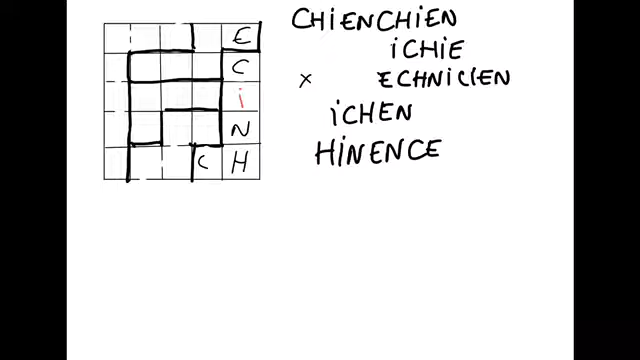 E
C
i
N
C H
CHiENCHiEN
iCHiE
x ECHNiCiEN
iCHEN
HiNENCE